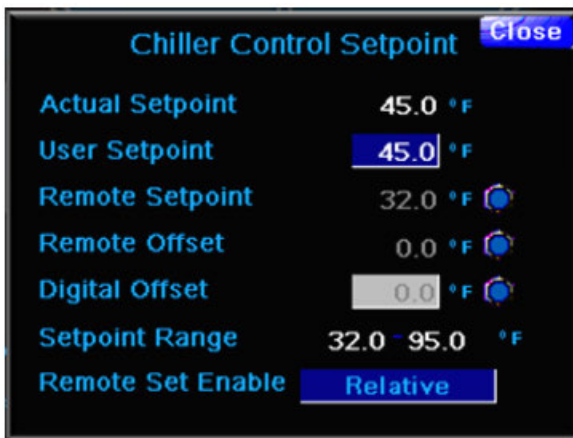 Close
Chiller Control Setpoint
Actual Setpoint 45.0 °F
User Setpoint 45.0 °F
Remote Setpoint 32.0 °F
Remote Offset 0.0 °F
Digital Offset 0.0 °F
Setpoint Range 32.0 - 95.0 °F
Remote Set Enable Relative